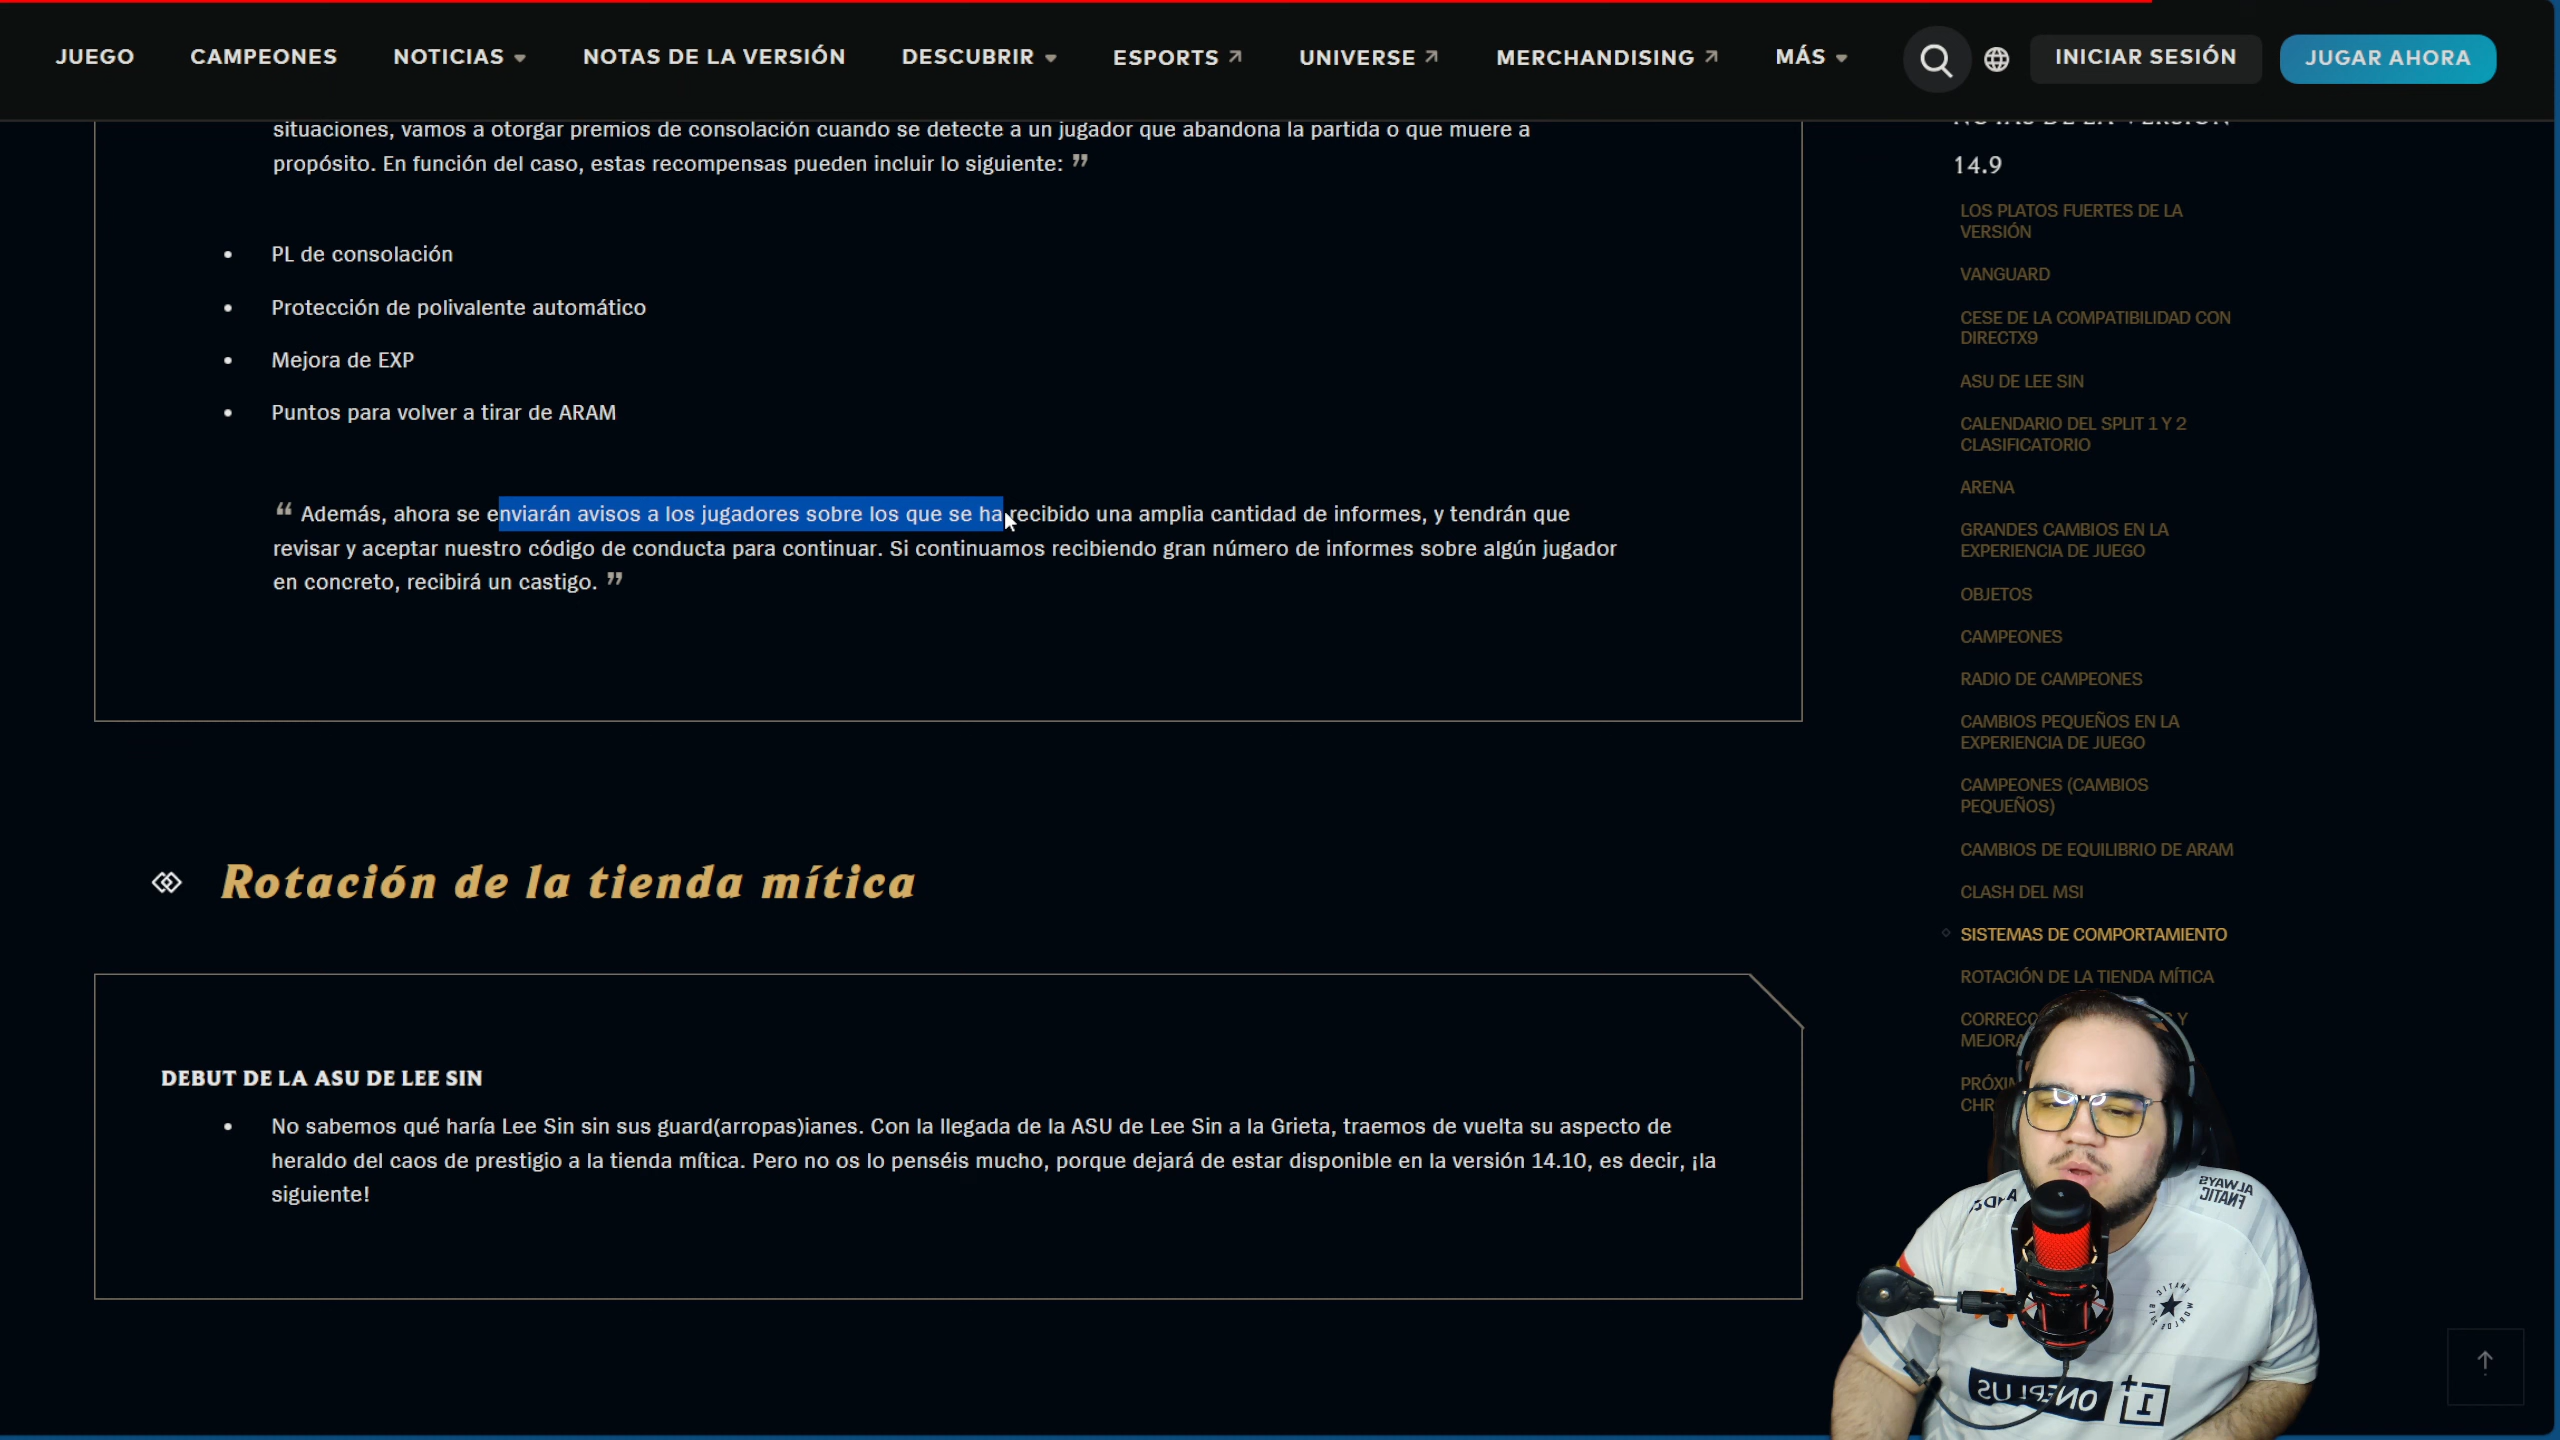 JUEGO CAMPEONES NOTICIAS NOTAS DE LA VERSIÓN DESCUBRIR ESPORTS UNIVERSE MERCHANDISING MÁS INICIAR SESIÓN JUGAR AHORA
situaciones, vamos a otorgar premios de consolación cuando se detecte a un jugador que abandona la partida o que muere a
propósito. En función del caso, estas recompensas pueden incluir lo siguiente: ”
• PL de consolación
• Protección de polivalente automático
• Mejora de EXP
• Puntos para volver a tirar de ARAM
“ Además, ahora se enviarán avisos a los jugadores sobre los que se ha recibido una amplia cantidad de informes, y tendrán que
revisar y aceptar nuestro código de conducta para continuar. Si continuamos recibiendo gran número de informes sobre algún jugador
en concreto, recibirá un castigo. ”
Rotación de la tienda mítica
DEBUT DE LA ASU DE LEE SIN
• No sabemos qué haría Lee Sin sin sus guard(arropas)ianes. Con la llegada de la ASU de Lee Sin a la Grieta, traemos de vuelta su aspecto de
heraldo del caos de prestigio a la tienda mítica. Pero no os lo penséis mucho, porque dejará de estar disponible en la versión 14.10, es decir, ¡la
siguiente!
NOTAS DE LA VERSIÓN
14.9
LOS PLATOS FUERTES DE LA
VERSIÓN
VANGUARD
CESE DE LA COMPATIBILIDAD CON
DIRECTX9
ASU DE LEE SIN
CALENDARIO DEL SPLIT 1 Y 2
CLASIFICATORIO
ARENA
GRANDES CAMBIOS EN LA
EXPERIENCIA DE JUEGO
OBJETOS
CAMPEONES
RADIO DE CAMPEONES
CAMBIOS PEQUEÑOS EN LA
EXPERIENCIA DE JUEGO
CAMPEONES (CAMBIOS
PEQUEÑOS)
CAMBIOS DE EQUILIBRIO DE ARAM
CLASH DEL MSI
SISTEMAS DE COMPORTAMIENTO
ROTACIÓN DE LA TIENDA MÍTICA
Y
ALWAYS
FNATIC
ONEPLUS